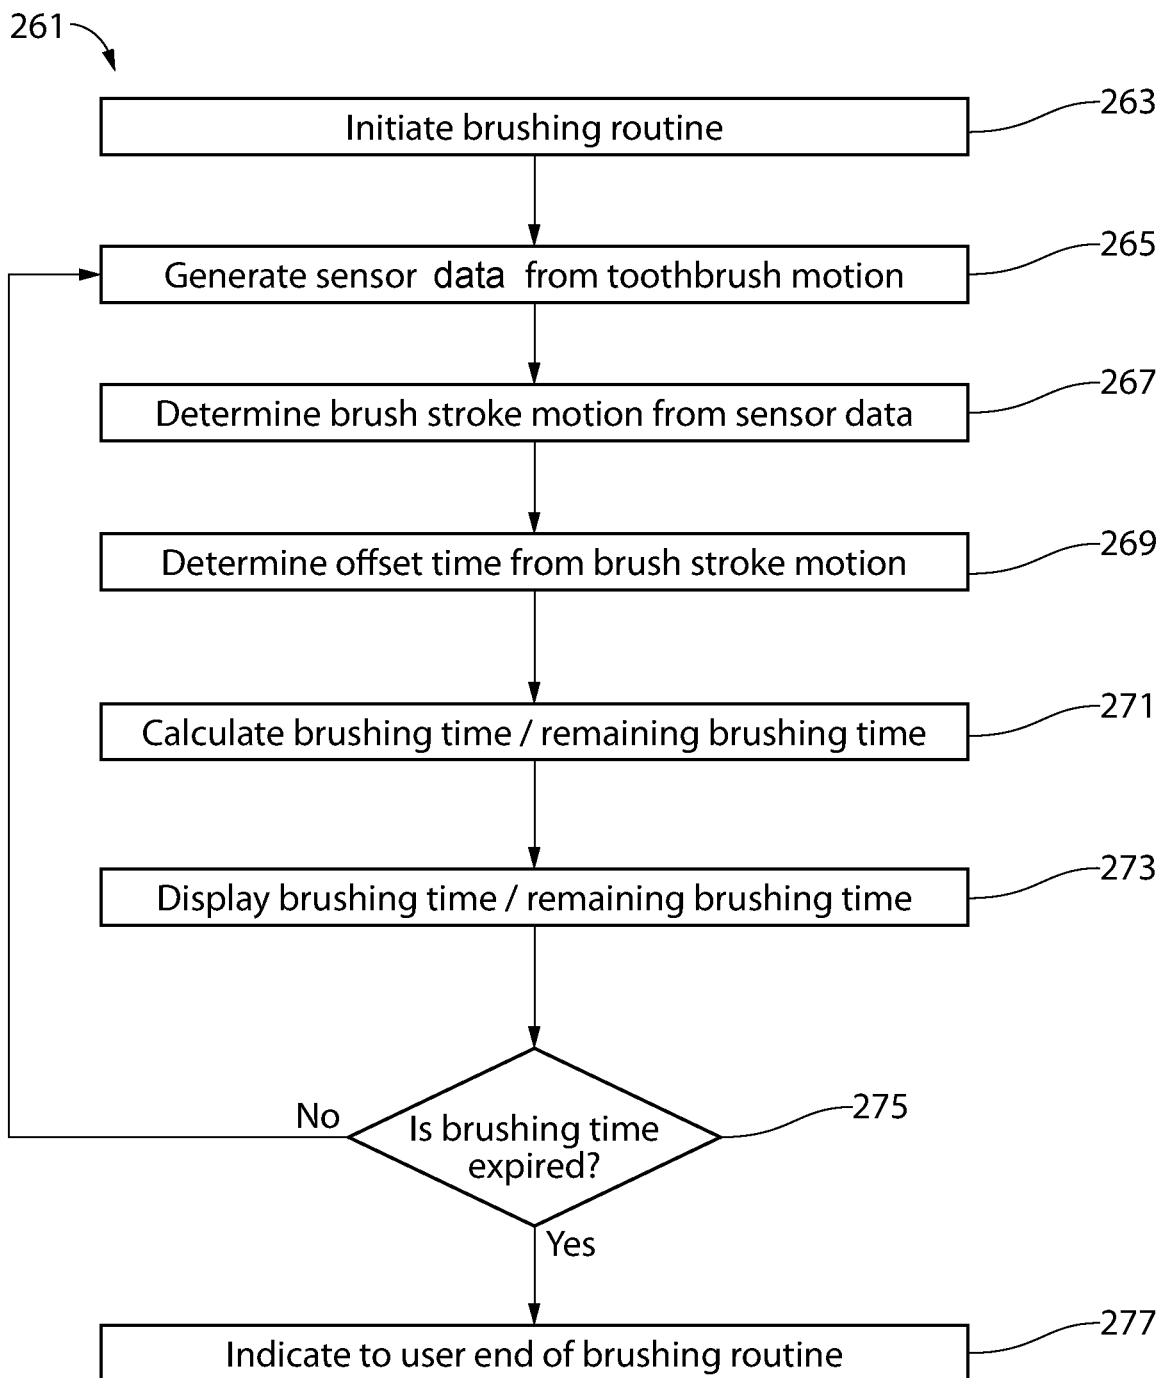 261
Initiate brushing routine
263
Generate sensor data from toothbrush motion
265
Determine brush stroke motion from sensor data
267
Determine offset time from brush stroke motion
269
Calculate brushing time / remaining brushing time
271
Display brushing time / remaining brushing time
273
No
Is brushing time
expired?
275
Yes
Indicate to user end of brushing routine
277